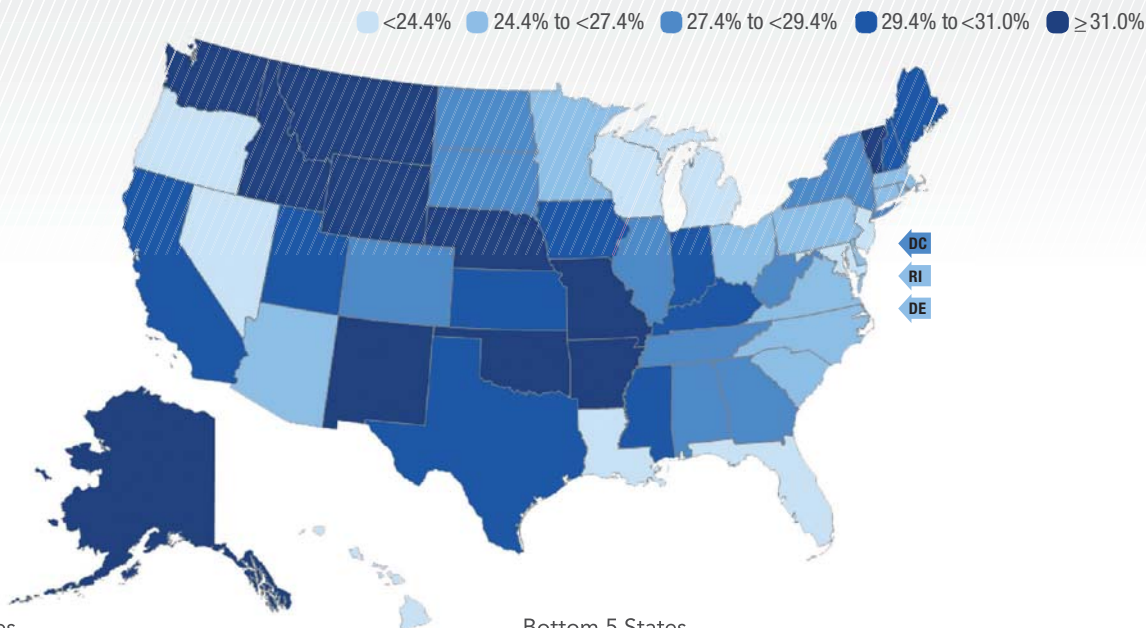 <24.4% 24.4% to <27.4% 27.4% to <29.4% 29.4% to <31.0% ≥31.0%
DC
RI
DE
Bottom 5 States